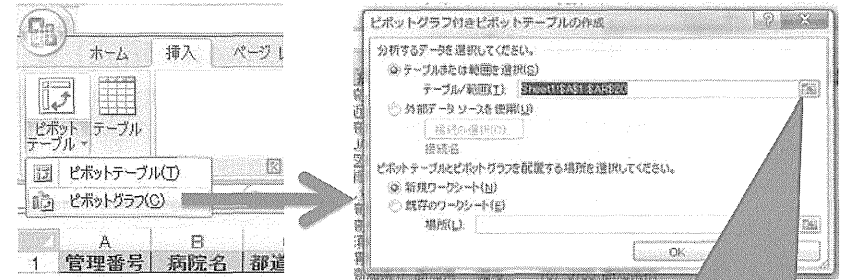 ホーム
挿入
ページ レ
ピボット
テーブル
テーブル
ピボットテーブル(T)
ピボットグラフ(C)
A
B
1
管理番号
病院名
都道
ピボットグラフ付きピボットテーブルの作成
分析するデータを選択してください。
テーブルまたは範囲を選択(S)
テーブル/範囲(T):
外部データ ソースを使用(U)
接続の選択(C)...
接続名:
ピボットテーブルとピボットグラフを配置する場所を選択してください。
新規ワークシート(N)
既存のワークシート(E)
場所(L):
OK